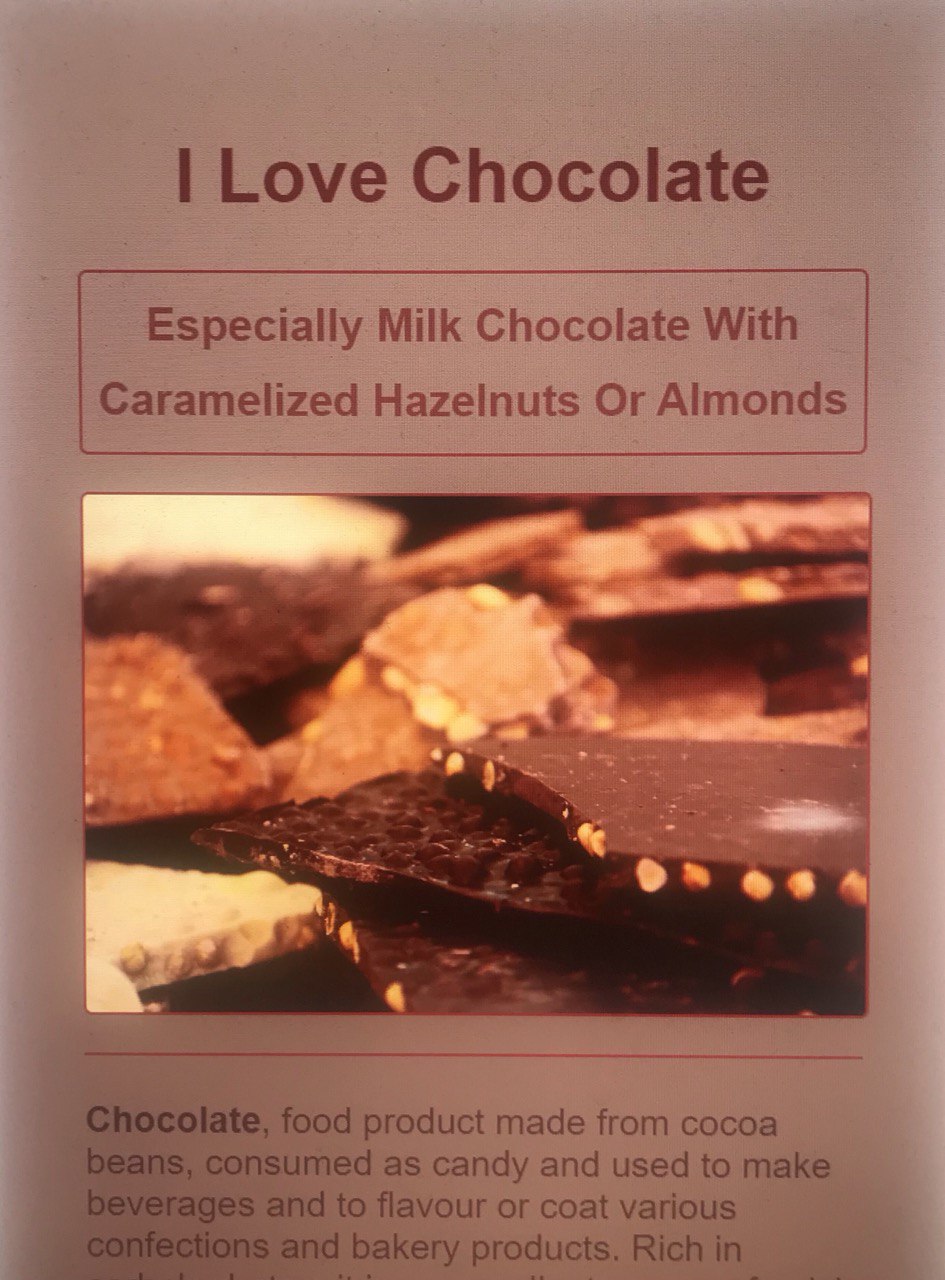 I Love Chocolate
Especially Milk Chocolate With
Caramelized Hazelnuts Or Almonds
Chocolate, food product made from cocoa
beans, consumed as candy and used to make
beverages and to flavour or coat various
confections and bakery products. Rich in